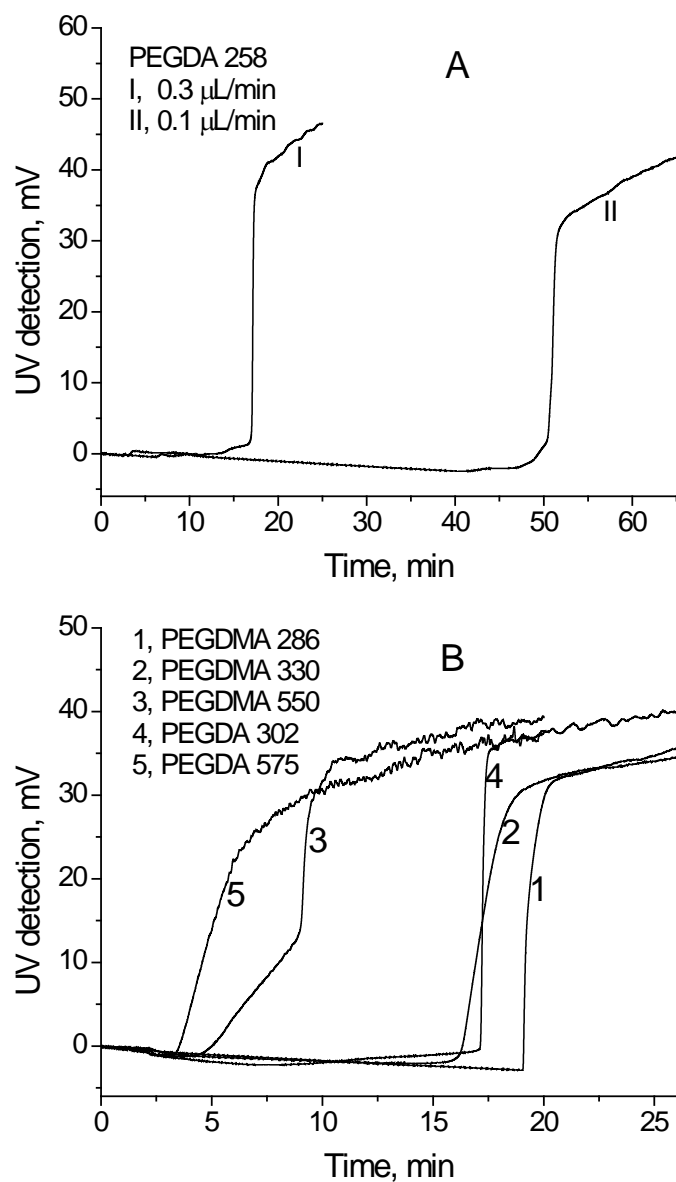 60
50
40
30
20
10
0
UV detection, mV
PEGDA 258
I, 0.3 μL/min
II, 0.1 μL/min
A
I
II
0 10 20 30 40 50 60
Time, min
50
40
30
20
10
0
UV detection, mV
1, PEGDMA 286
2, PEGDMA 330
3, PEGDMA 550
4, PEGDA 302
5, PEGDA 575
B
5
3
4
2
1
0 5 10 15 20 25
Time, min